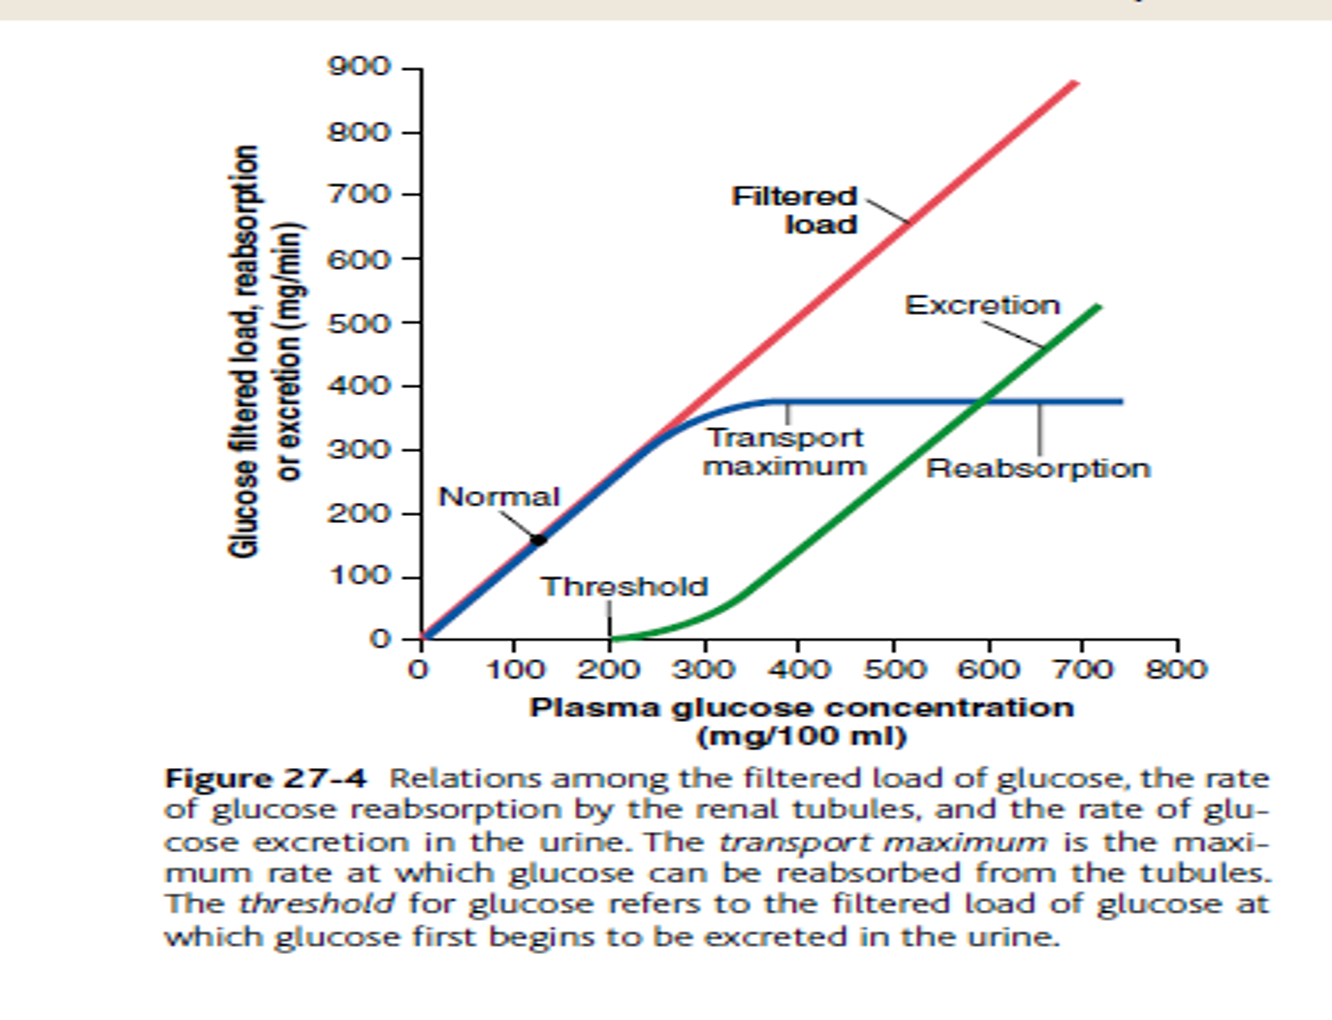 900
800
700
600
500
400
300
200
100
0
Glucose filtered load, reabsorption
or excretion (mg/min)
Filtered
load
Excretion
Transport
maximum
Reabsorption
Normal
Threshold
0 100 200 300 400 500 600 700 800
Plasma glucose concentration
(mg/100 ml)
Figure 27-4 Relations among the filtered load of glucose, the rate
of glucose reabsorption by the renal tubules, and the rate of glu-
cose excretion in the urine. The transport maximum is the maxi-
mum rate at which glucose can be reabsorbed from the tubules.
The threshold for glucose refers to the filtered load of glucose at
which glucose first begins to be excreted in the urine.